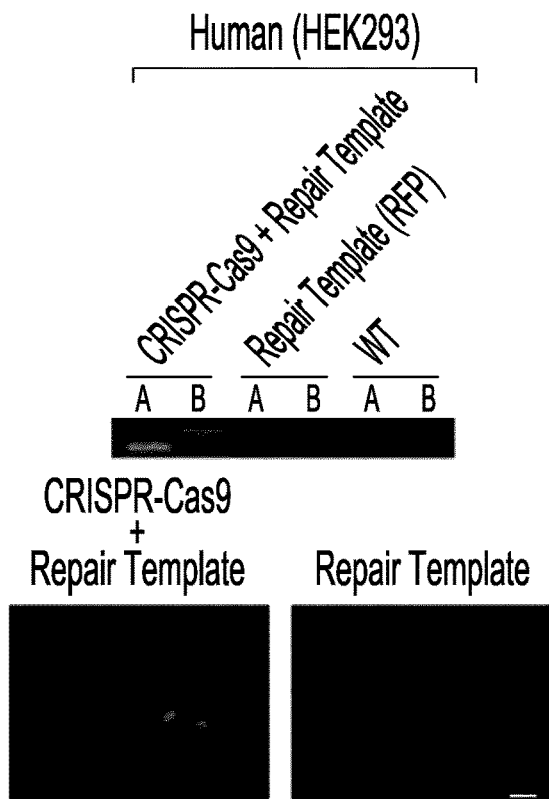 Human (HEK293)
CRISPR-Cas9 + Repair Template
Repair Template (RFP)
WT
A B A B A B
CRISPR-Cas9
+
Repair Template
Repair Template